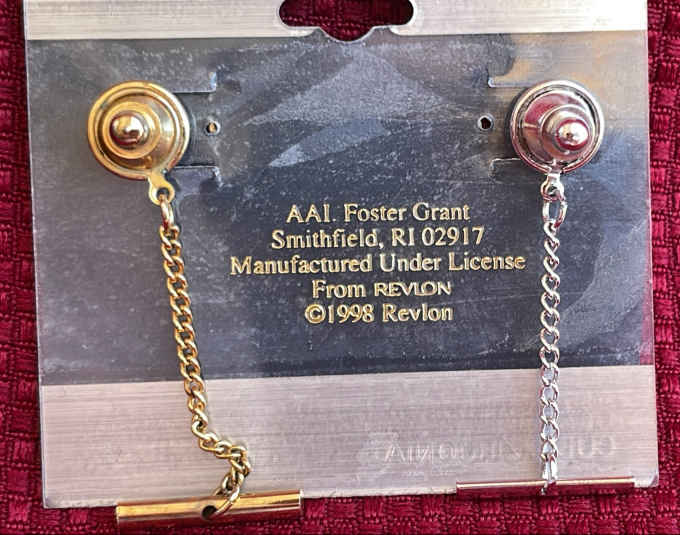 AAI. Foster Grant
Smithfield, RI 02917
Manufactured Under License
From REVLON
©1998 Revlon